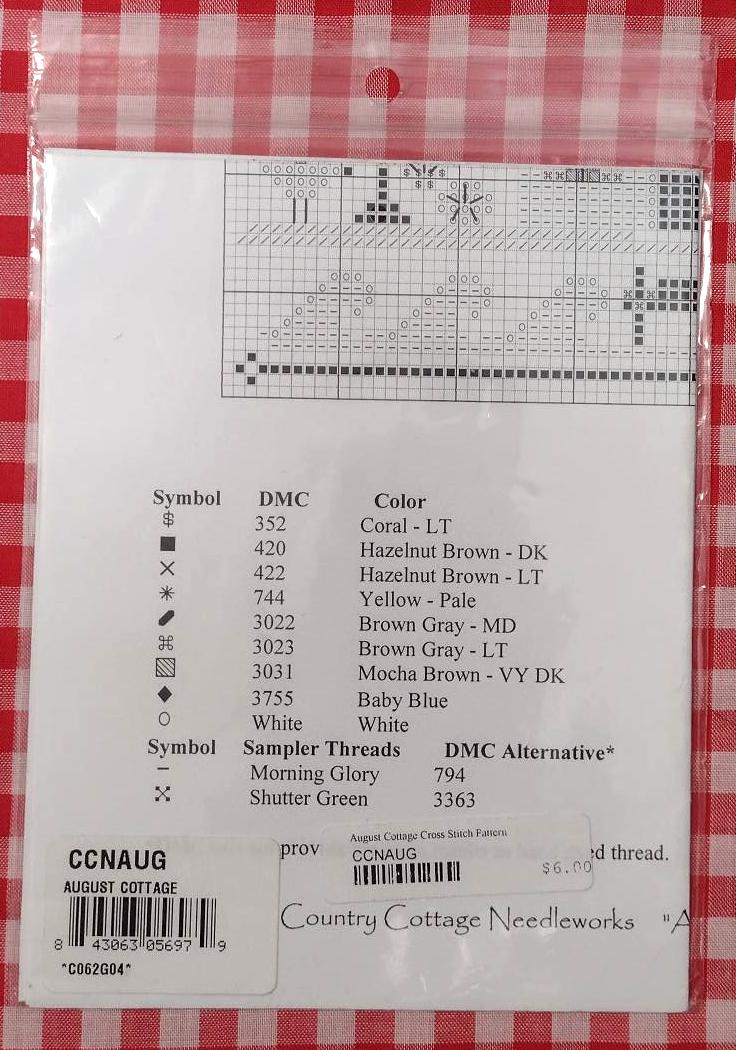 Symbol DMC Color
$ 352 Coral - LT
■ 420 Hazelnut Brown - DK
× 422 Hazelnut Brown - LT
✳ 744 Yellow - Pale
3022 Brown Gray - MD
⌘ 3023 Brown Gray - LT
▧ 3031 Mocha Brown - VY DK
◆ 3755 Baby Blue
○ White White
Symbol Sampler Threads DMC Alternative*
– Morning Glory 794
Shutter Green 3363
prov
d thread.
August Cottage Cross Stitch Pattern
CCNAUG
$6.00
CCNAUG
AUGUST COTTAGE
8 43063 05697 9
*C062G04*
Country Cottage Needleworks "A